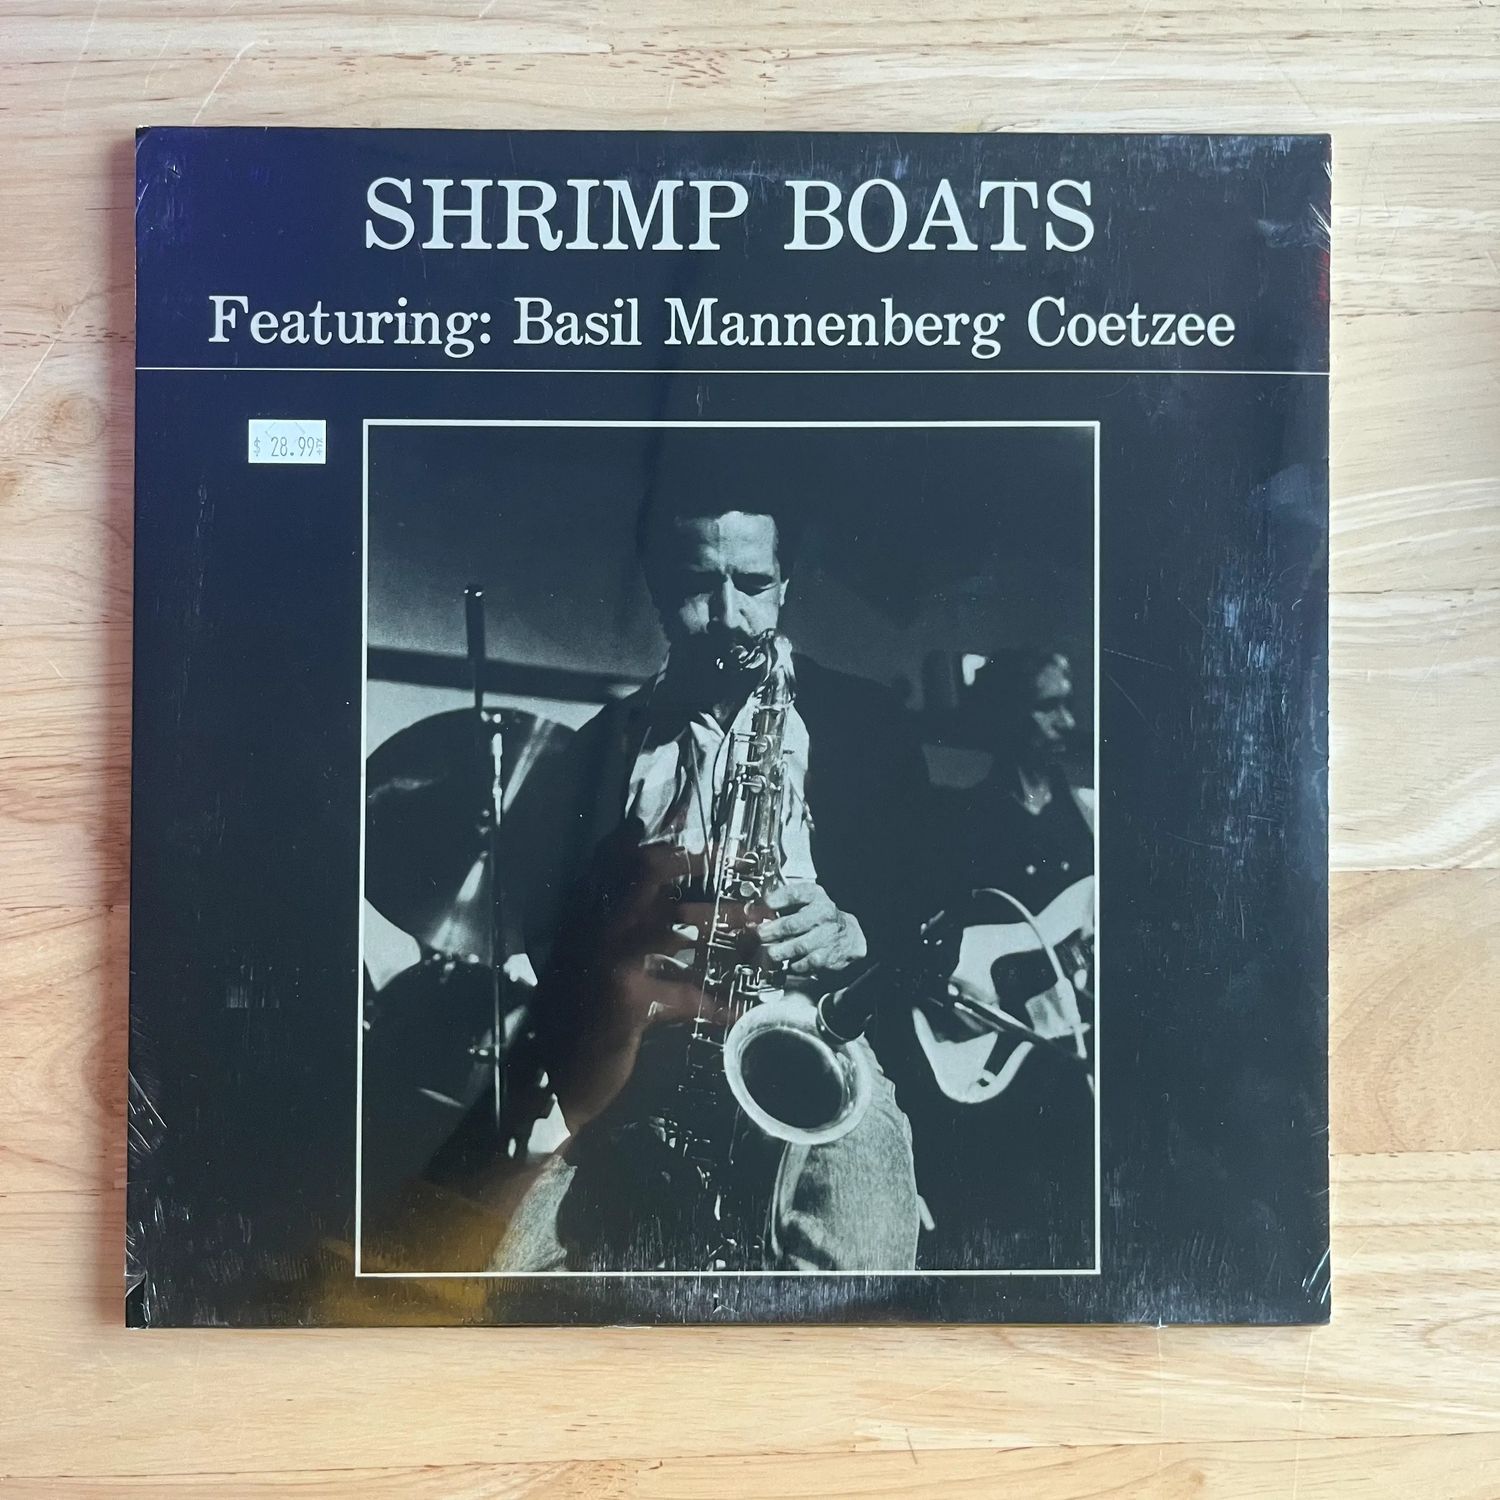 SHRIMP BOATS
Featuring: Basil Mannenberg Coetzee
$ 28.99